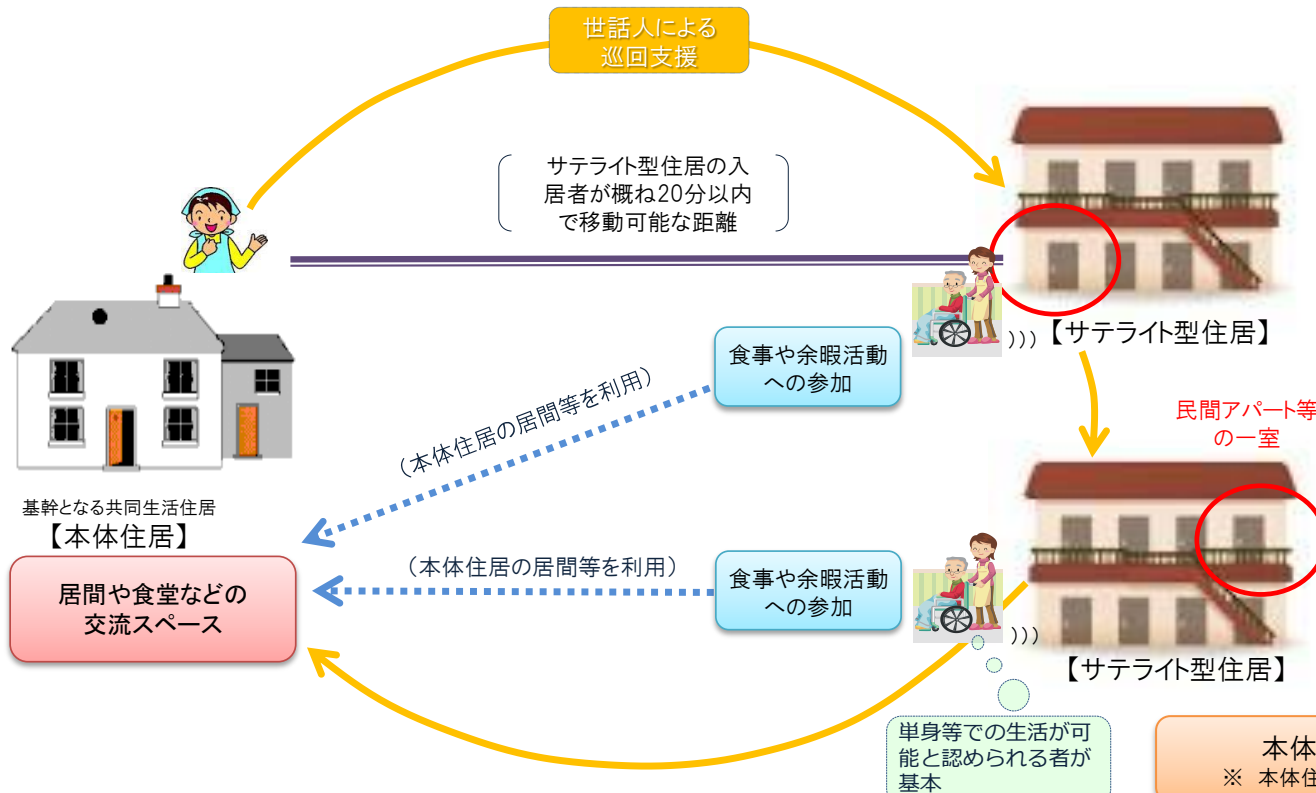 世話人による
巡回支援
サテライト型住居の入
居者が概ね20分以内
で移動可能な距離
【サテライト型住居】
)))
食事や余暇活動
への参加
(本体住居の居間等を利用)
民間アパート等
の一室
基幹となる共同生活住居
【本体住居】
居間や食堂などの
交流スペース
(本体住居の居間等を利用)
食事や余暇活動
への参加
)))
【サテライト型住居】
単身等での生活が可
能と認められる者が
基本
本体
※ 本体住